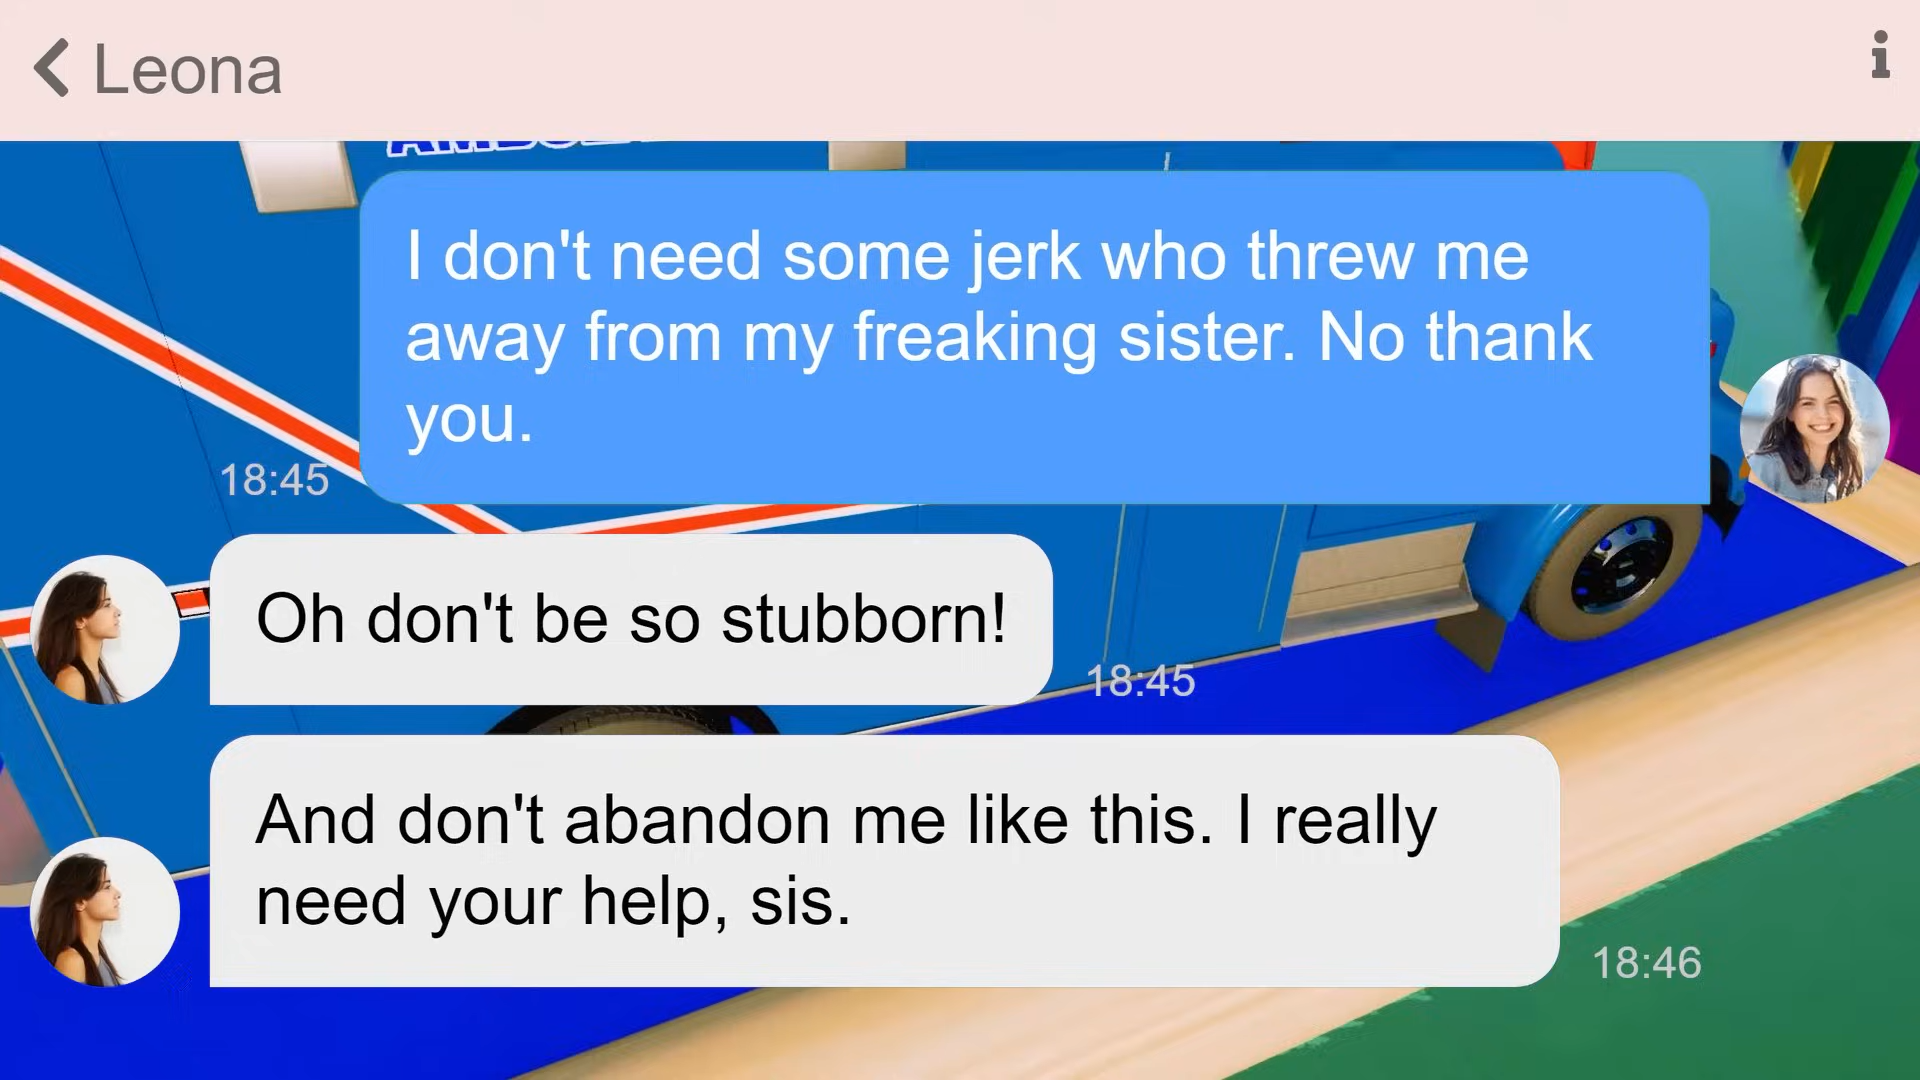 Leona
I don't need some jerk who threw me
away from my freaking sister. No thank
you.
18:45
Oh don't be so stubborn!
18:45
And don't abandon me like this. I really
need your help, sis.
18:46